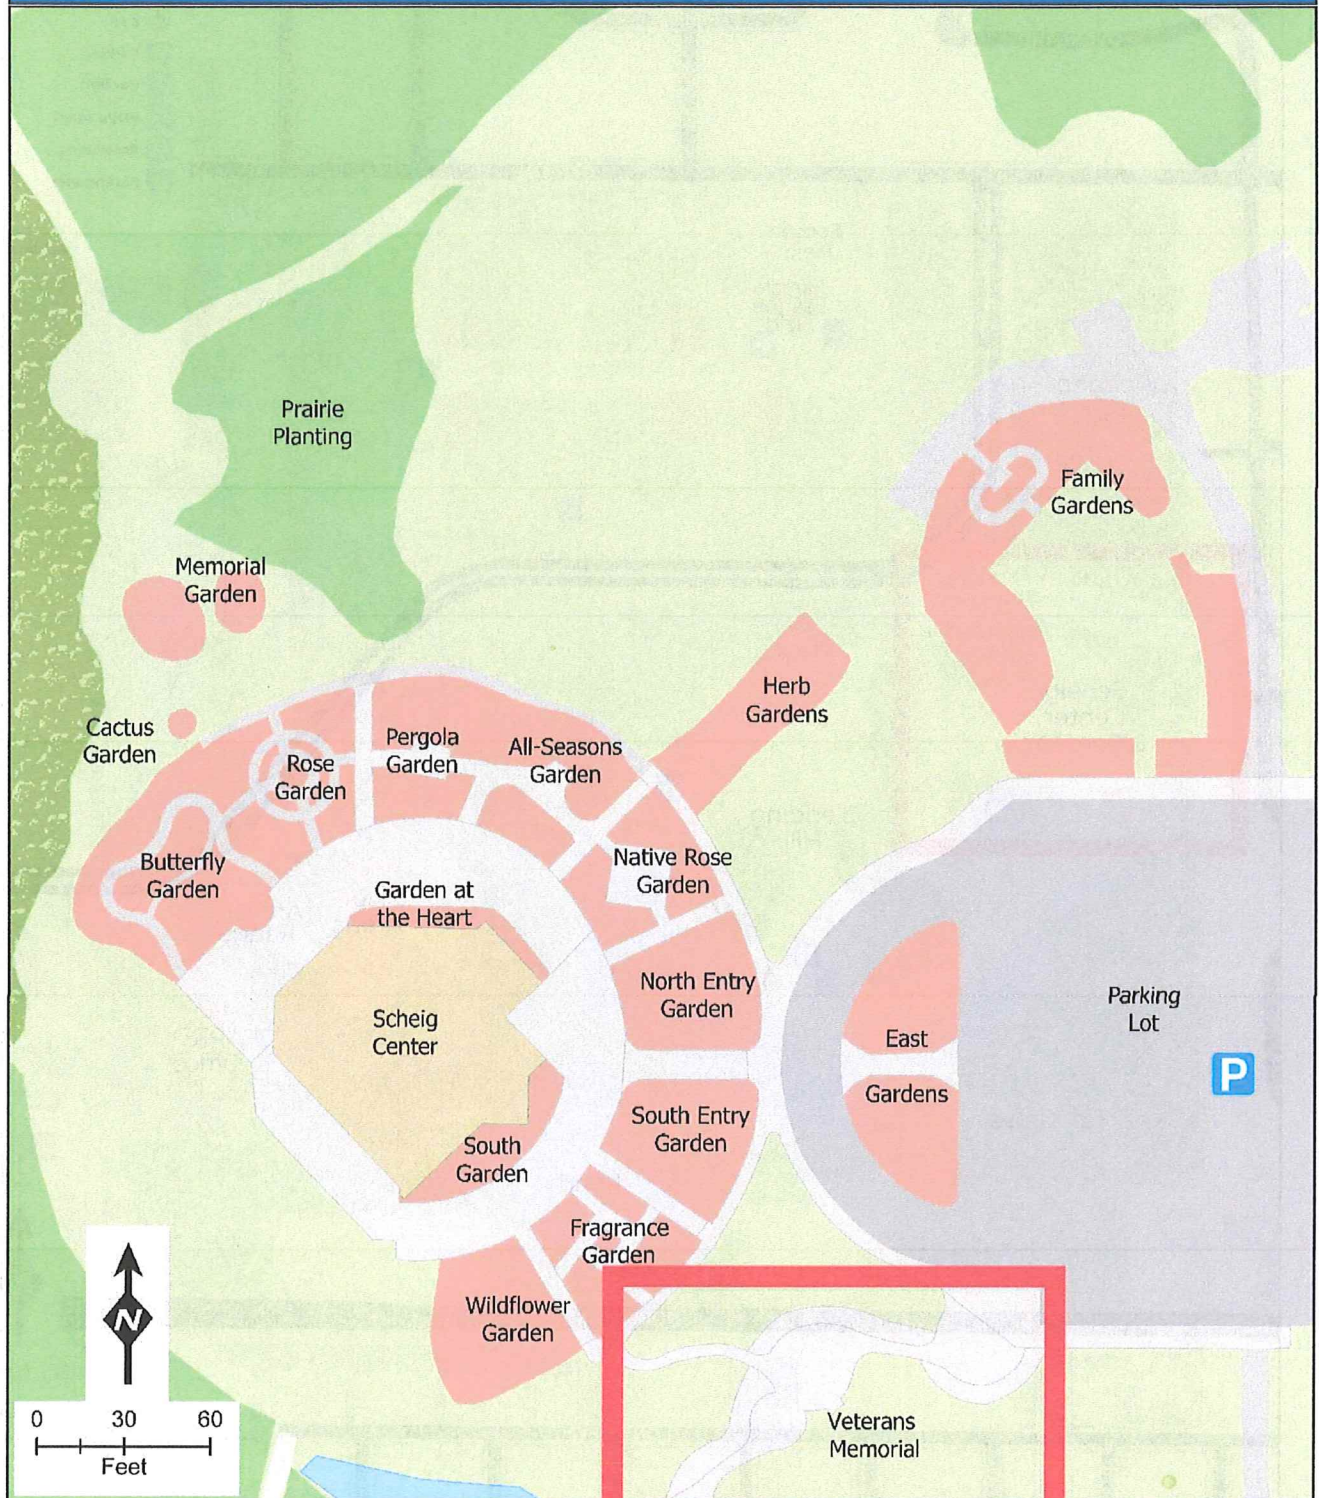 Prairie
Planting
Family
Gardens
Memorial
Garden
Herb
Gardens
Cactus
Garden
Rose
Garden
Pergola
Garden
All-Seasons
Garden
Butterfly
Garden
Native Rose
Garden
Garden at
the Heart
North Entry
Garden
Scheig
Center
Parking
Lot
East
Gardens
P
South Entry
Garden
South
Garden
Fragrance
Garden
Wildflower
Garden
N
Veterans
Memorial
0 30 60
Feet